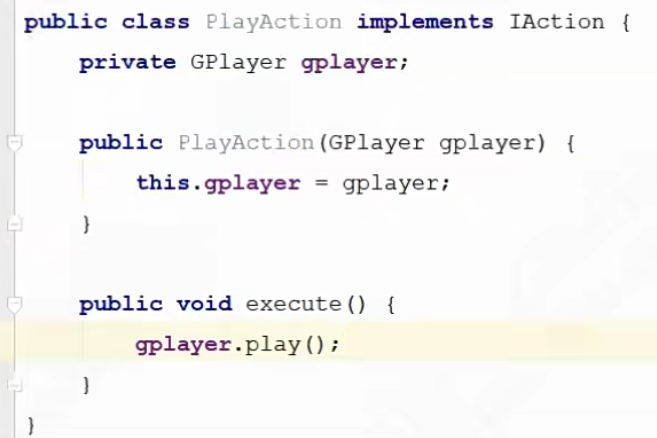 public class PlayAction implements IAction {
private GPlayer gplayer;
public PlayAction(GPlayer gplayer) {
this.gplayer = gplayer;
}
public void execute() {
gplayer.play();
}
}